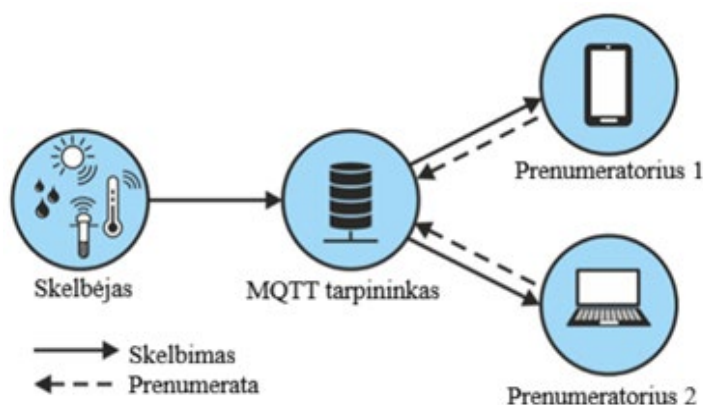 Prenumeratorius 1
Skelbėjas
MQTT tarpininkas
Skelbimas
Prenumerata
Prenumeratorius 2